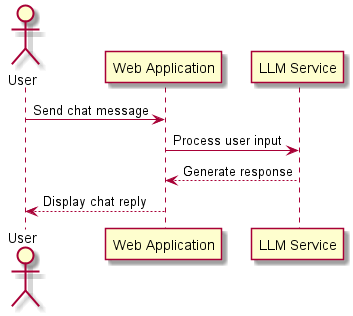 User
Web Application
LLM Service
Send chat message
Process user input
Generate response
Display chat reply
User
Web Application
LLM Service